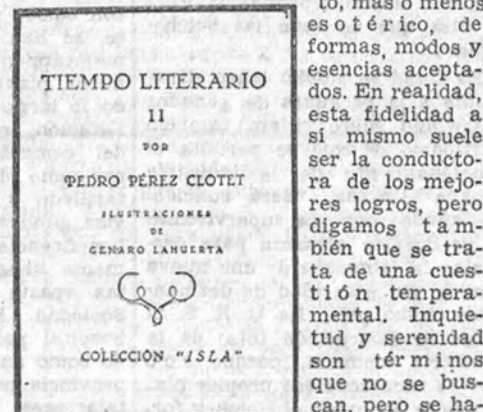 TIEMPO LITERARIO
II
POR
PEDRO PÉREZ CLOTET
ILUSTRACIONES
DE
GENARO LAHUERTA
COLECCIÓN "ISLA"
to, más o menos
esotérico, de
formas, modos y
esencias acepta-
dos. En realidad,
esta fidelidad a
sí mismo suele
ser la conducto-
ra de los mejo-
res logros, pero
digamos tam-
bién que se tra-
ta de una cues-
tión tempera-
mental. Inquie-
tud y serenidad
son términos
que no se bus-
can, pero se ha-